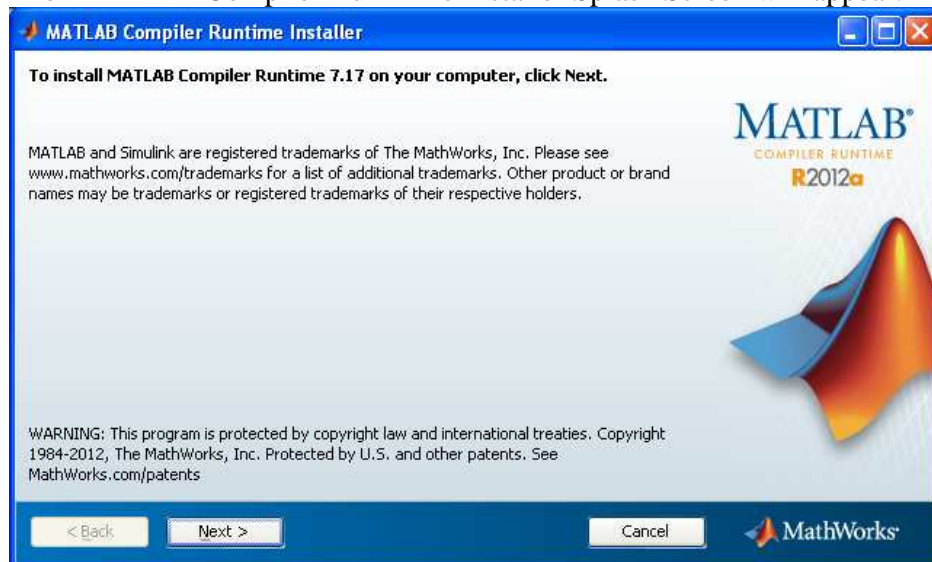 MATLAB Compiler Runtime Installer
To install MATLAB Compiler Runtime 7.17 on your computer, click Next.
MATLAB®
COMPILER RUNTIME
R2012a
MATLAB and Simulink are registered trademarks of The MathWorks, Inc. Please see
www.mathworks.com/trademarks for a list of additional trademarks. Other product or brand
names may be trademarks or registered trademarks of their respective holders.
WARNING: This program is protected by copyright law and international treaties. Copyright
1984-2012, The MathWorks, Inc. Protected by U.S. and other patents. See
MathWorks.com/patents
< Back
Next >
Cancel
MathWorks®